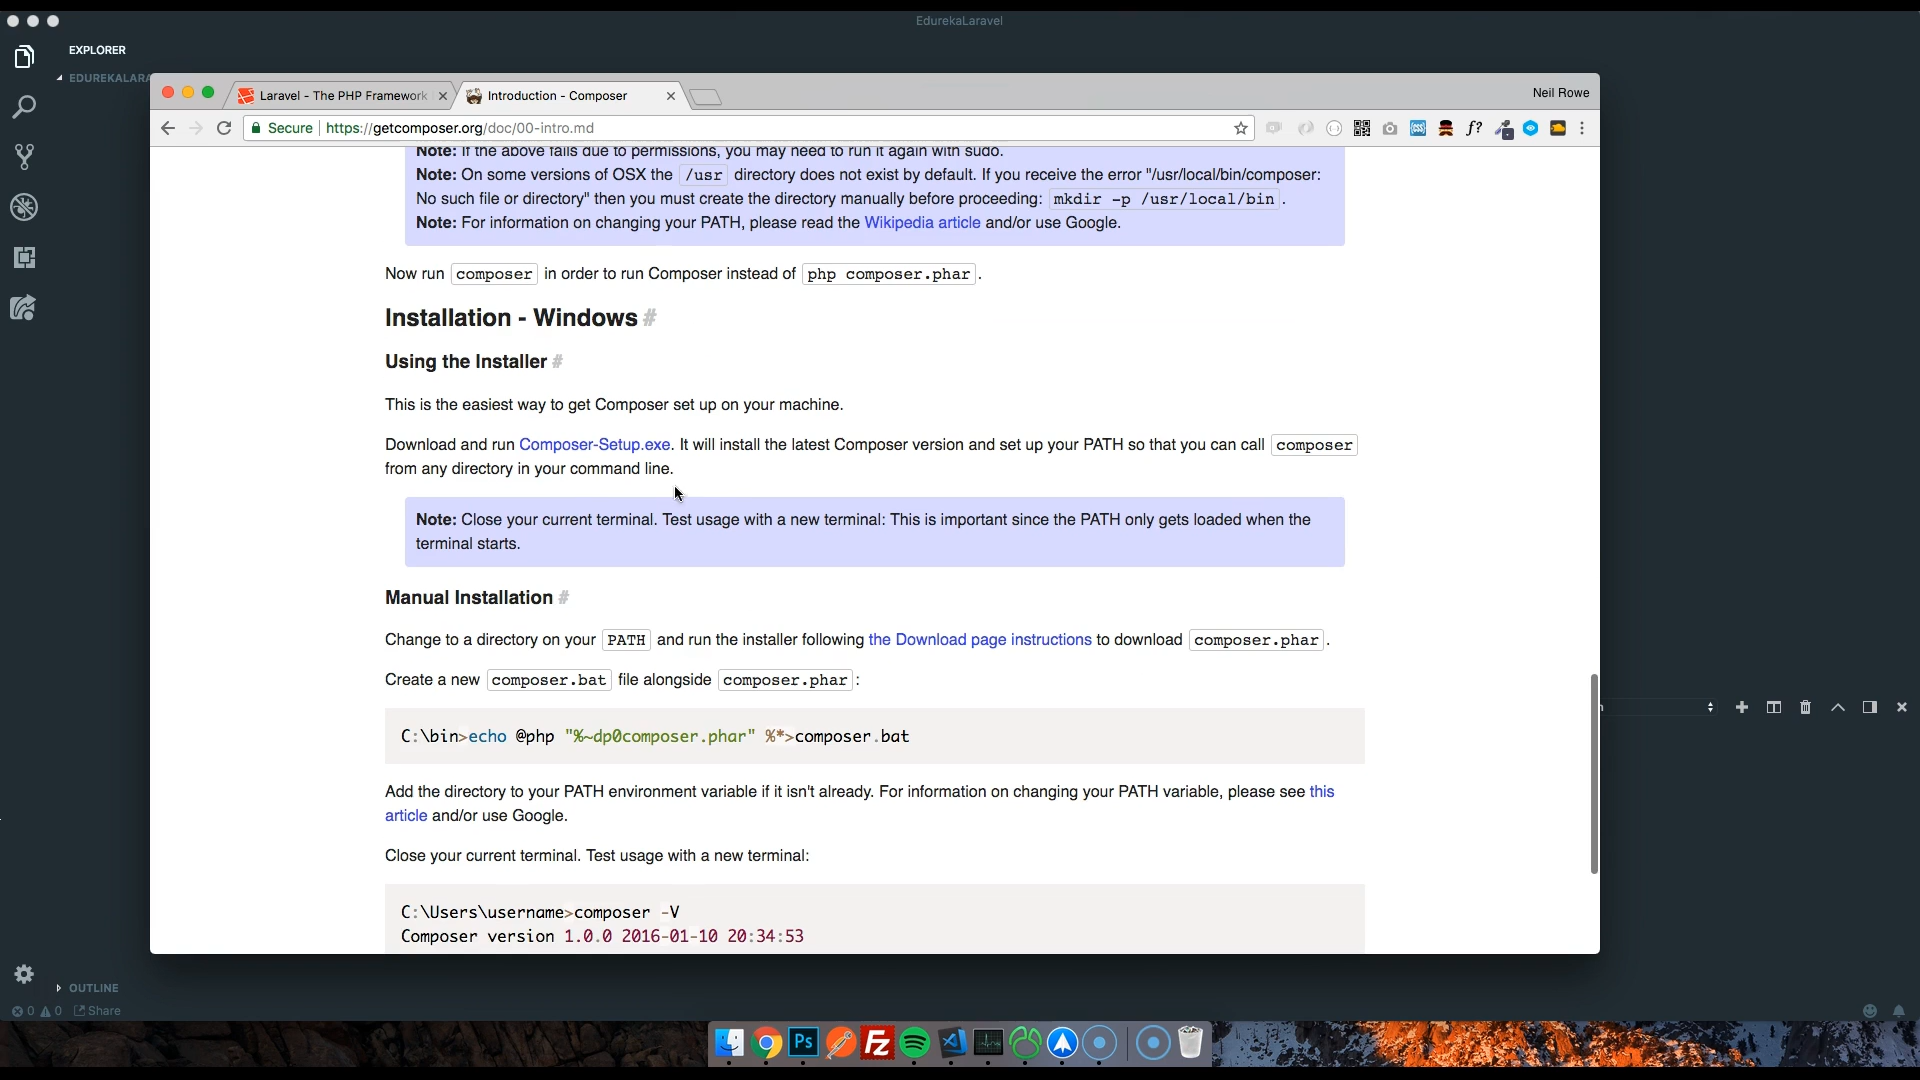 EdurekaLaravel
EXPLORER
EDUREKALARA
Laravel - The PHP Framework
Introduction - Composer
Neil Rowe
Secure
https://getcomposer.org/doc/00-intro.md
Note: If the above fails due to permissions, you may need to run it again with sudo.
Note: On some versions of OSX the /usr directory does not exist by default. If you receive the error "/usr/local/bin/composer:
No such file or directory" then you must create the directory manually before proceeding: mkdir -p /usr/local/bin .
Note: For information on changing your PATH, please read the Wikipedia article and/or use Google.
Now run composer in order to run Composer instead of php composer.phar .
Installation - Windows #
Using the Installer #
This is the easiest way to get Composer set up on your machine.
Download and run Composer-Setup.exe. It will install the latest Composer version and set up your PATH so that you can call composer
from any directory in your command line.
Note: Close your current terminal. Test usage with a new terminal: This is important since the PATH only gets loaded when the
terminal starts.
Manual Installation #
Change to a directory on your PATH and run the installer following the Download page instructions to download composer.phar .
Create a new composer.bat file alongside composer.phar :
C:\bin>echo @php "%~dp0composer.phar" %*>composer.bat
Add the directory to your PATH environment variable if it isn't already. For information on changing your PATH variable, please see this
article and/or use Google.
Close your current terminal. Test usage with a new terminal:
C:\Users\username>composer -V
Composer version 1.0.0 2016-01-10 20:34:53
OUTLINE
0 0 Share
Ps
Fz